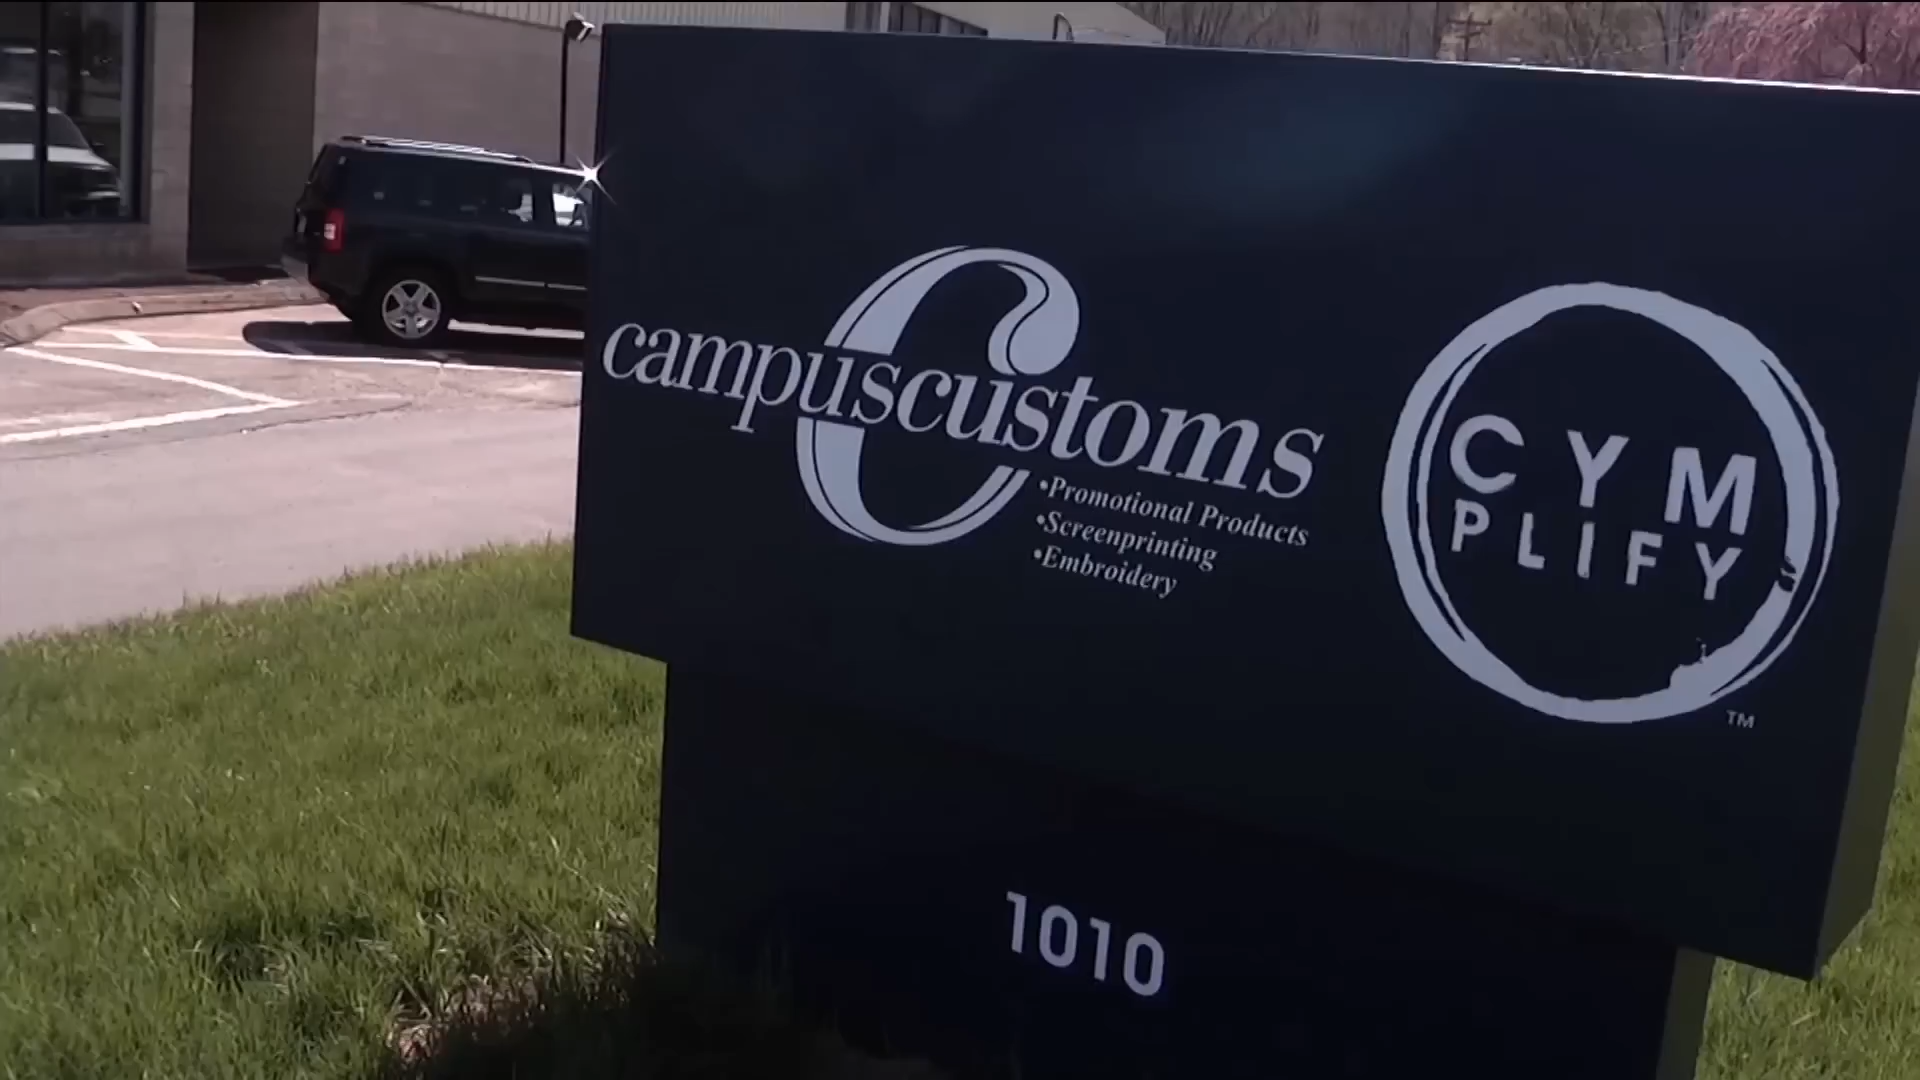 campuscustoms
•Promotional Products
•Screenprinting
•Embroidery
CYM
PLIFY
TM
1010